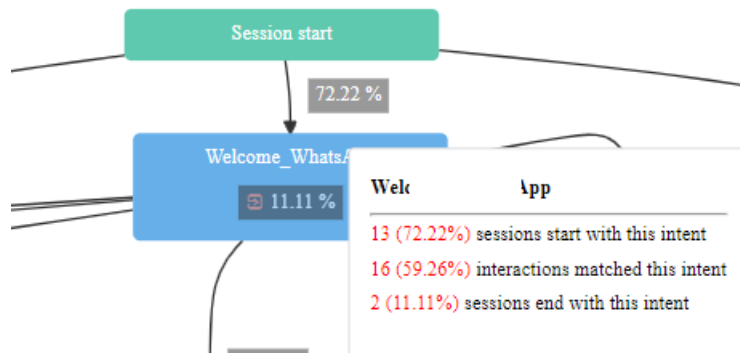 Session start
72.22 %
Welcome_WhatsA
11.11 %
App
13 (72.22%) sessions start with this intent
16 (59.26%) interactions matched this intent
2 (11.11%) sessions end with this intent